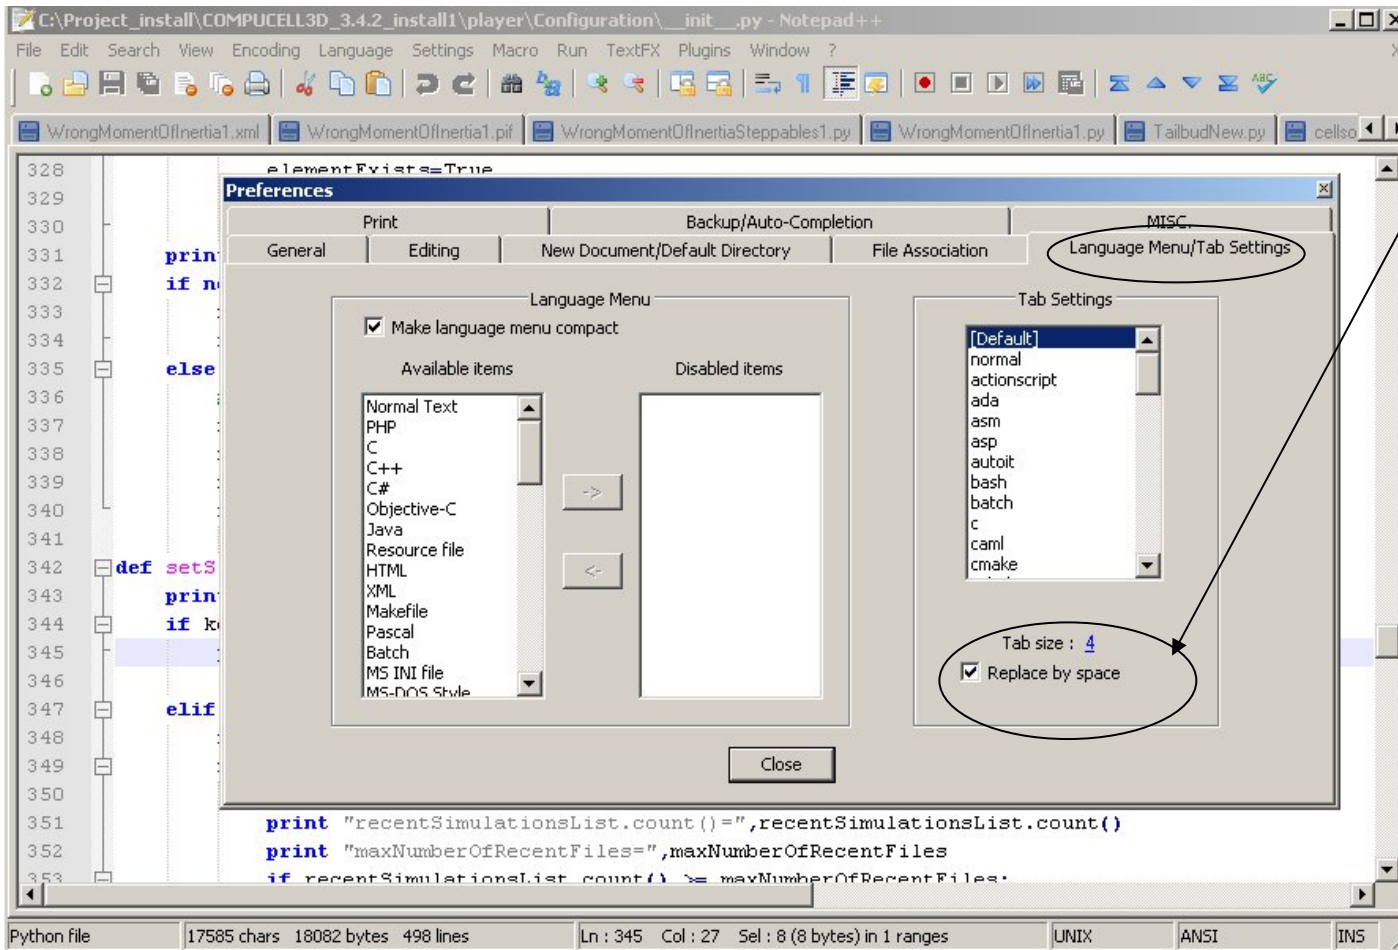 C:\Project_install\COMPUCELL3D_3.4.2_install1\player\Configuration\__init__.py - Notepad++
File Edit Search View Encoding Language Settings Macro Run TextFX Plugins Window ?
WrongMomentOfInertia1.xml WrongMomentOfInertia1.pif WrongMomentOfInertiaSteppables1.py WrongMomentOfInertia1.py TailbudNew.py cellso
328 elementExists=True
329
330
331 prin
332 if n
333
334
335 else
336
337
338
339
340
341
342 def setS
343 prin
344 if k
345
346
347 elif
348
349
350
351 print "recentSimulationsList.count()=",recentSimulationsList.count()
352 print "maxNumberOfRecentFiles=",maxNumberOfRecentFiles
353 if recentSimulationsList.count() >= maxNumberOfRecentFiles:
Preferences
Print Backup/Auto-Completion MISC.
General Editing New Document/Default Directory File Association Language Menu/Tab Settings
Language Menu
Make language menu compact
Available items Disabled items
Normal Text
PHP
C
C++
C#
Objective-C
Java
Resource file
HTML
XML
Makefile
Pascal
Batch
MS INI file
MS-DOS Style
->
<-
Tab Settings
[Default]
normal
actionscript
ada
asm
asp
autoit
bash
batch
c
caml
cmake
Tab size : 4
Replace by space
Close
Python file 17585 chars 18082 bytes 498 lines Ln : 345 Col : 27 Sel : 8 (8 bytes) in 1 ranges UNIX ANSI INS